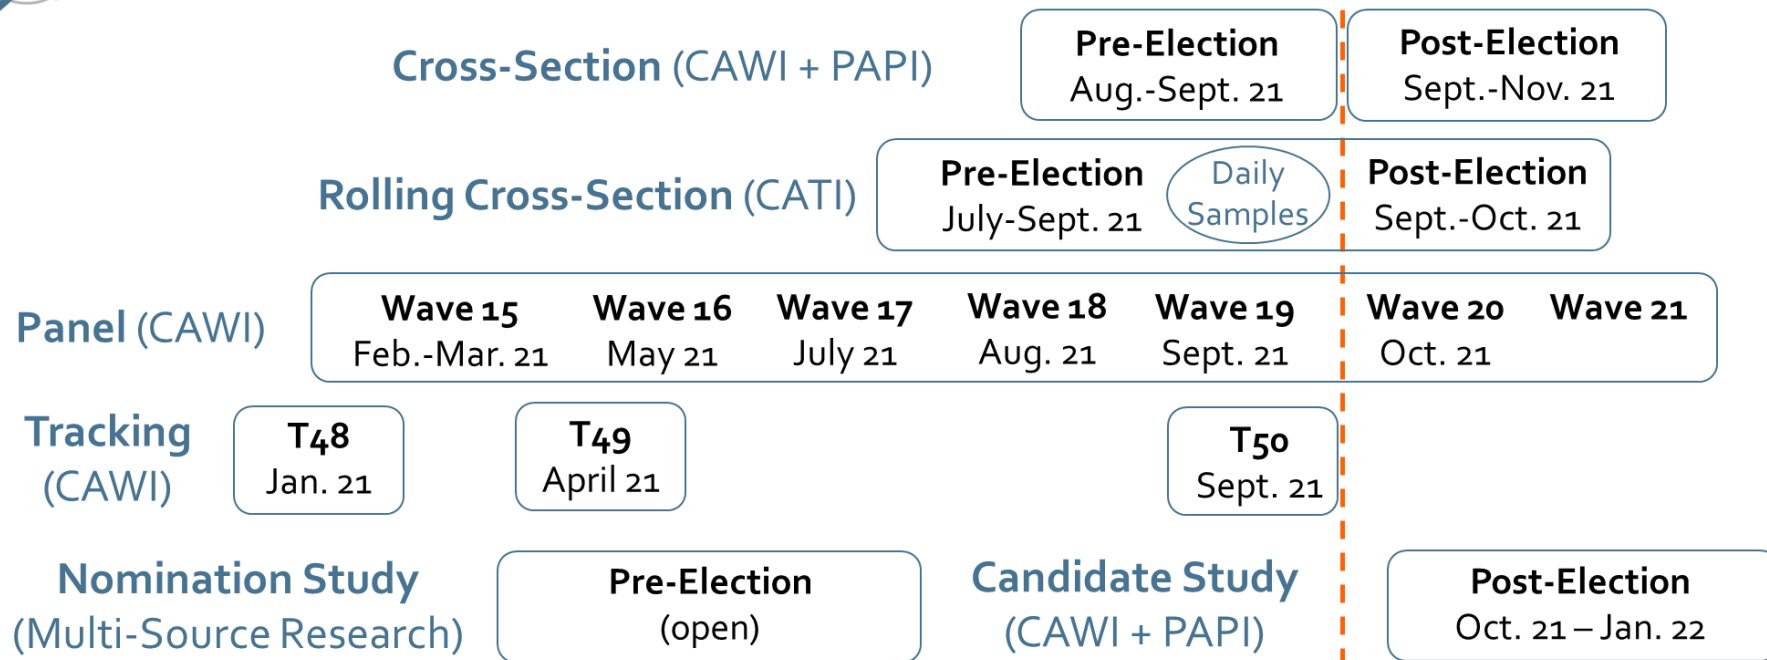 Cross-Section (CAWI + PAPI)
Pre-Election
Aug.-Sept. 21
Post-Election
Sept.-Nov. 21
Rolling Cross-Section (CATI)
Pre-Election
July-Sept. 21
Daily
Samples
Post-Election
Sept.-Oct. 21
Panel (CAWI)
Wave 15
Feb.-Mar. 21
Wave 16
May 21
Wave 17
July 21
Wave 18
Aug. 21
Wave 19
Sept. 21
Wave 20
Oct. 21
Wave 21
Tracking
(CAWI)
T48
Jan. 21
T49
April 21
T50
Sept. 21
Nomination Study
(Multi-Source Research)
Pre-Election
(open)
Candidate Study
(CAWI + PAPI)
Post-Election
Oct. 21 – Jan. 22